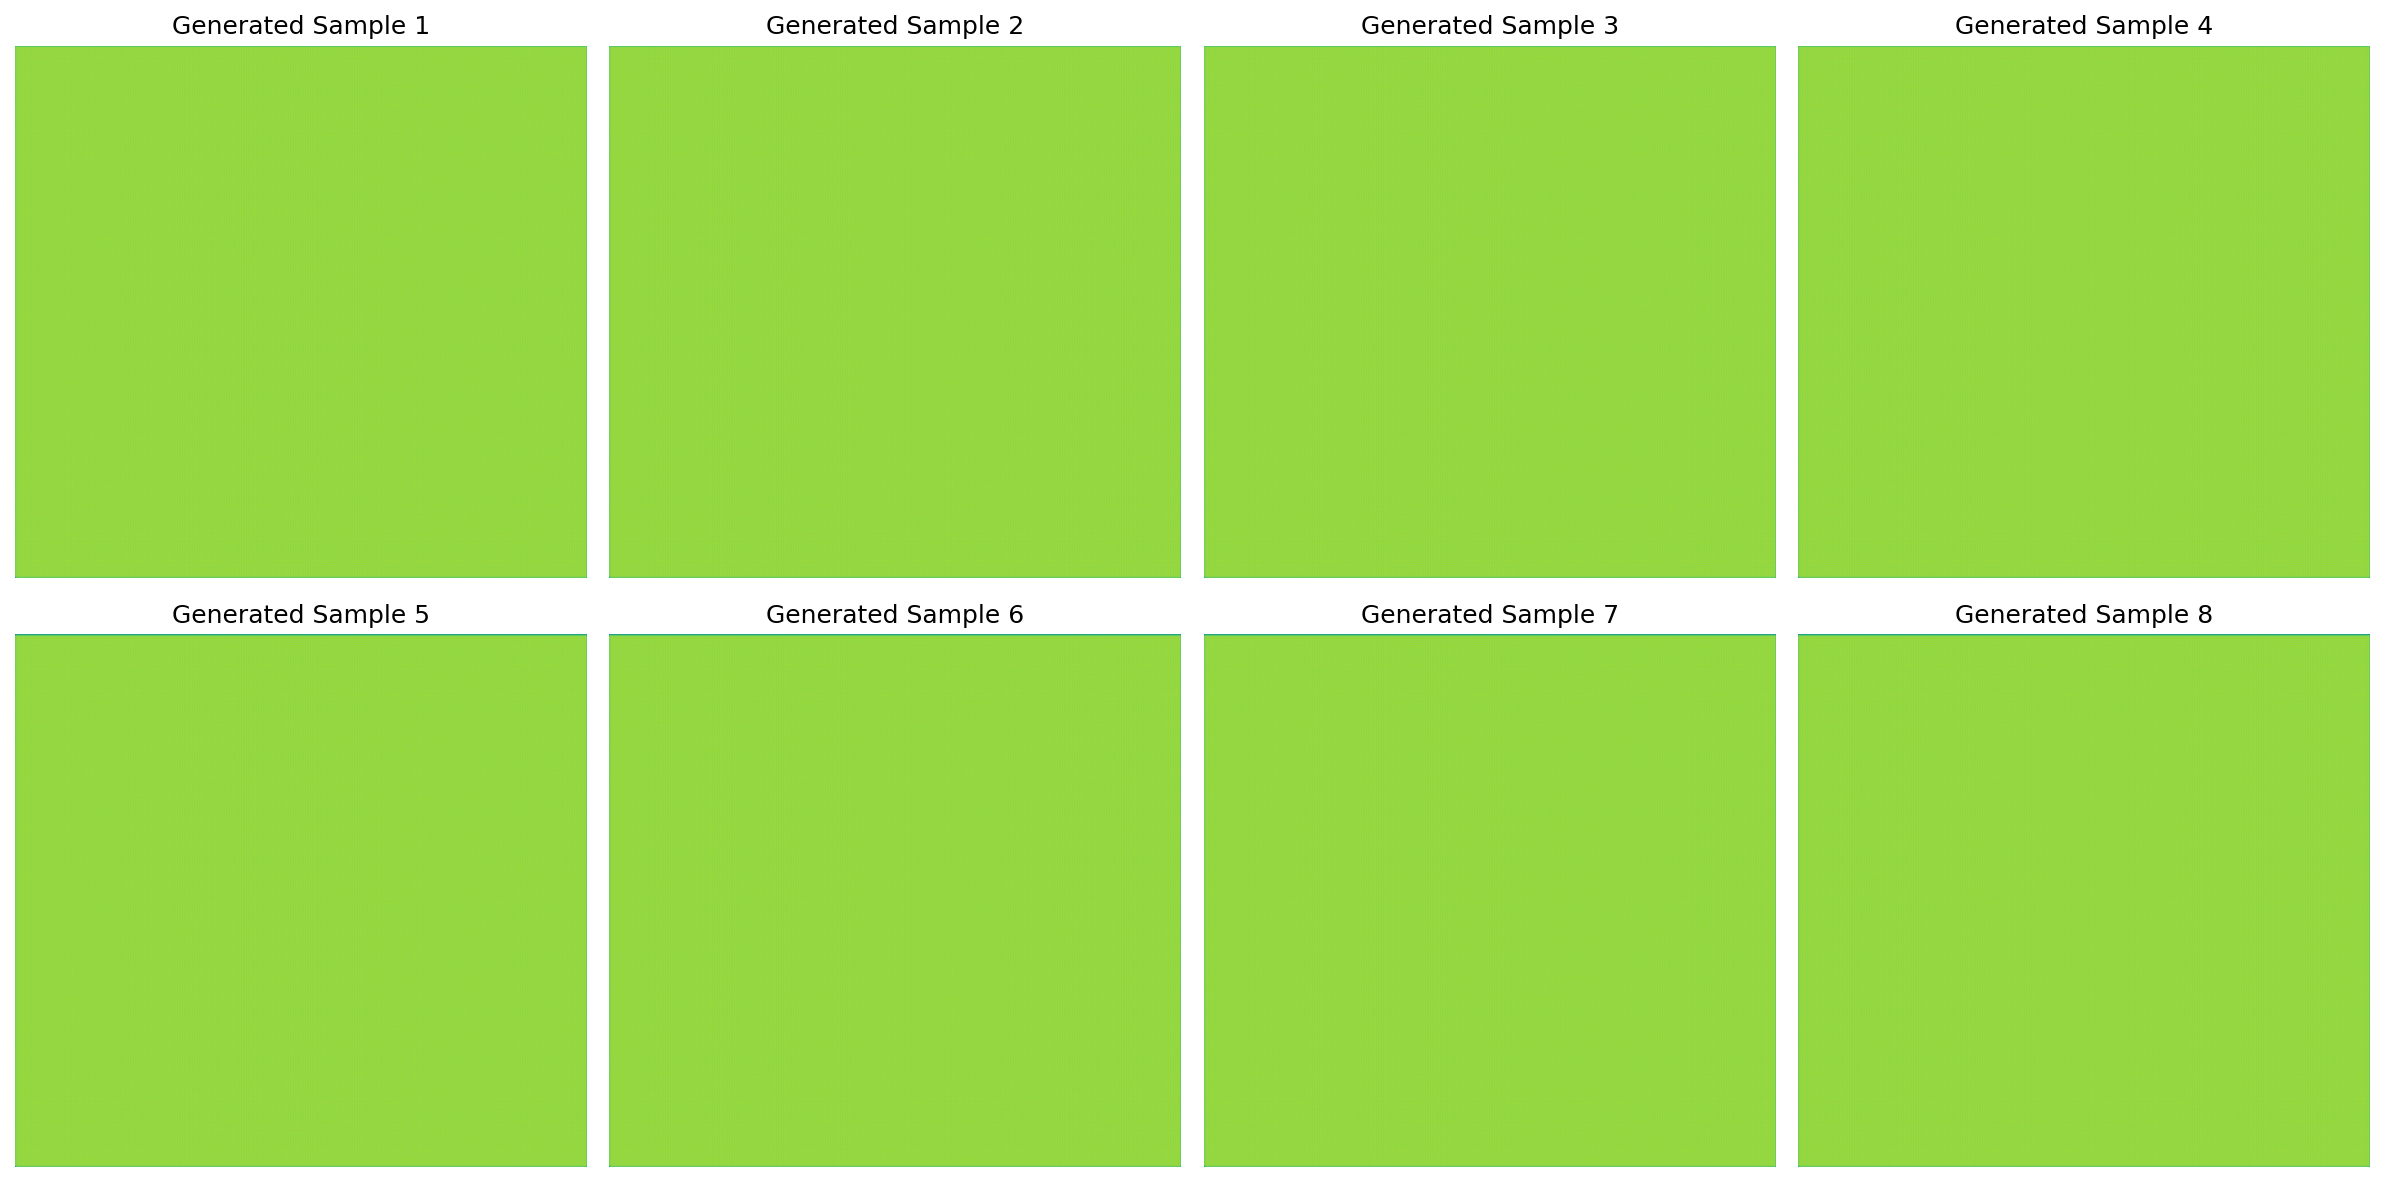 Generated Sample 1
Generated Sample 2
Generated Sample 3
Generated Sample 4
Generated Sample 5
Generated Sample 6
Generated Sample 7
Generated Sample 8